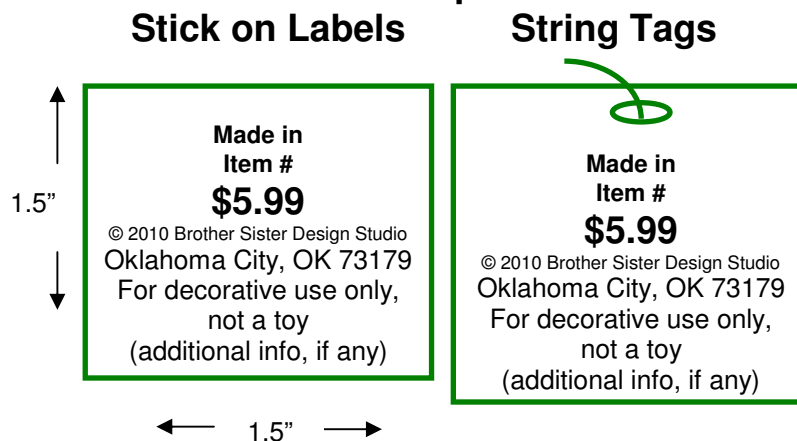 Stick on Labels
String Tags
1.5”
Made in
Item #
$5.99
© 2010 Brother Sister Design Studio
Oklahoma City, OK 73179
For decorative use only,
not a toy
(additional info, if any)
1.5”
Made in
Item #
$5.99
© 2010 Brother Sister Design Studio
Oklahoma City, OK 73179
For decorative use only,
not a toy
(additional info, if any)